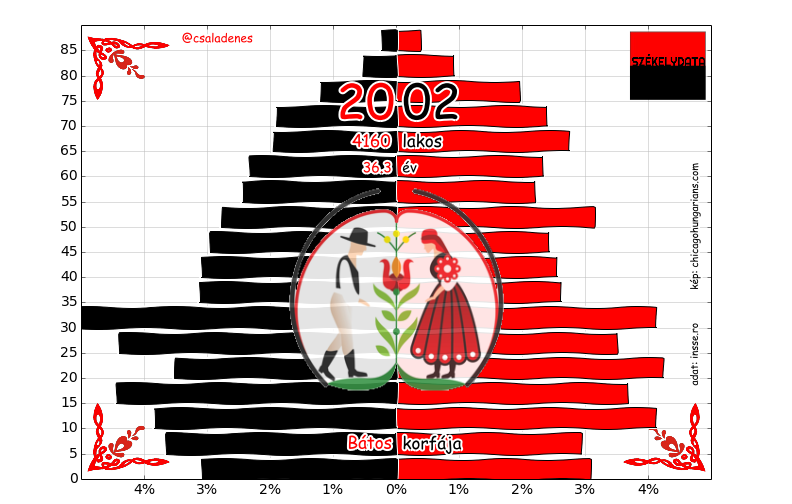 @csaladenes
SZÉKELYDATA
2002
4160 lakos
36.3 év
85
80
75
70
65
60
55
50
45
40
35
30
25
20
15
10
5
0
kép: chicagohungarians.com
adat: insse.ro
Bátos korfája
4% 3% 2% 1% 0% 1% 2% 3% 4%